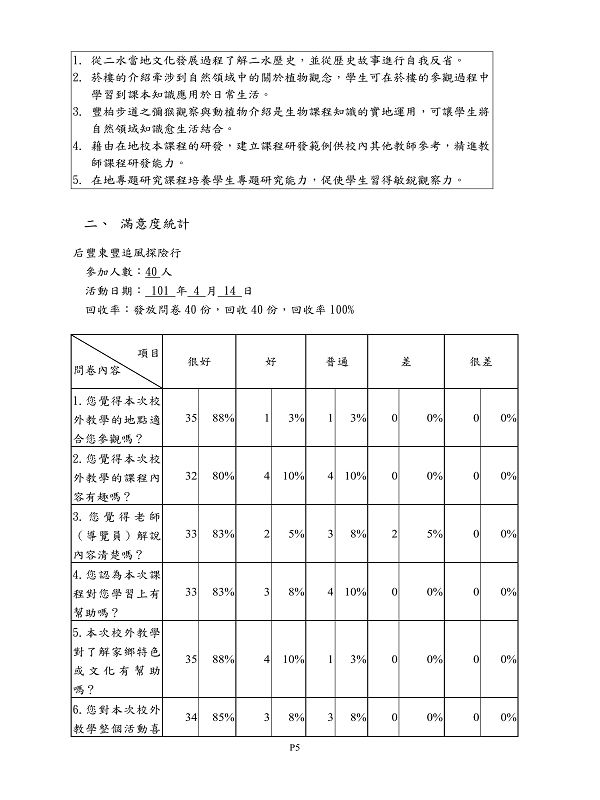 1. 從二水當地文化發展過程了解二水歷史，並從歷史故事進行自我反省。
2. 菸樓的介紹牽涉到自然領域中的關於植物觀念，學生可在菸樓的參觀過程中
學習到課本知識應用於日常生活。
3. 豐柏步道之獼猴觀察與動植物介紹是生物課程知識的實地運用，可讓學生將
自然領域知識愈生活結合。
4. 藉由在地校本課程的研發，建立課程研發範例供校內其他教師參考，精進教
師課程研發能力。
5. 在地專題研究課程培養學生專題研究能力，促使學生習得敏銳觀察力。
二、 滿意度統計
后豐東豐追風探險行
參加人數：40 人
活動日期： 101 年 4 月 14 日
回收率：發放問卷 40 份，回收 40 份，回收率 100%
項目
問卷內容
很好 好 普通 差 很差
1.您覺得本次校
外教學的地點適
合您參觀嗎？
35 88% 1 3% 1 3% 0 0% 0 0%
2.您覺得本次校
外教學的課程內
容有趣嗎？
32 80% 4 10% 4 10% 0 0% 0 0%
3.您覺得老師
（導覽員）解說
內容清楚嗎？
33 83% 2 5% 3 8% 2 5% 0 0%
4.您認為本次課
程對您學習上有
幫助嗎？
33 83% 3 8% 4 10% 0 0% 0 0%
5.本次校外教學
對了解家鄉特色
或文化有幫助
嗎？
35 88% 4 10% 1 3% 0 0% 0 0%
6.您對本次校外
教學整個活動喜
34 85% 3 8% 3 8% 0 0% 0 0%
P5